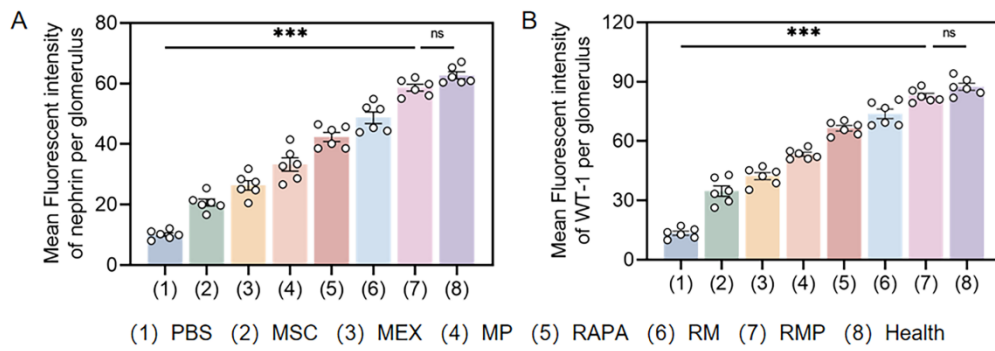 A
Mean Fluorescent intensity
of nephrin per glomerulus
80
60
40
20
0
***
ns
(1) (2) (3) (4) (5) (6) (7) (8)
B
Mean Fluorescent intensity
of WT-1 per glomerulus
120
90
60
30
0
***
ns
(1) (2) (3) (4) (5) (6) (7) (8)
(1) PBS (2) MSC (3) MEX (4) MP (5) RAPA (6) RM (7) RMP (8) Health